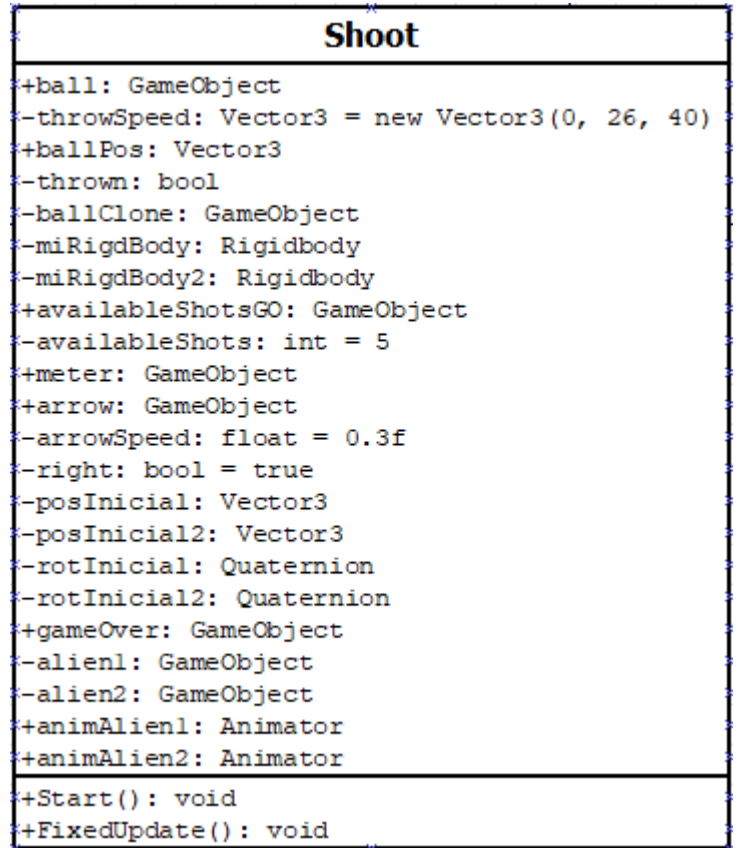 Shoot
+ball: GameObject
-throwSpeed: Vector3 = new Vector3(0, 26, 40)
+ballPos: Vector3
-thrown: bool
-ballClone: GameObject
-miRigdBody: Rigidbody
-miRigdBody2: Rigidbody
+availableShotsGO: GameObject
-availableShots: int = 5
+meter: GameObject
+arrow: GameObject
-arrowSpeed: float = 0.3f
-right: bool = true
-posInicial: Vector3
-posInicial2: Vector3
-rotInicial: Quaternion
-rotInicial2: Quaternion
+gameOver: GameObject
-alien1: GameObject
-alien2: GameObject
+animAlien1: Animator
+animAlien2: Animator
+Start(): void
+FixedUpdate(): void